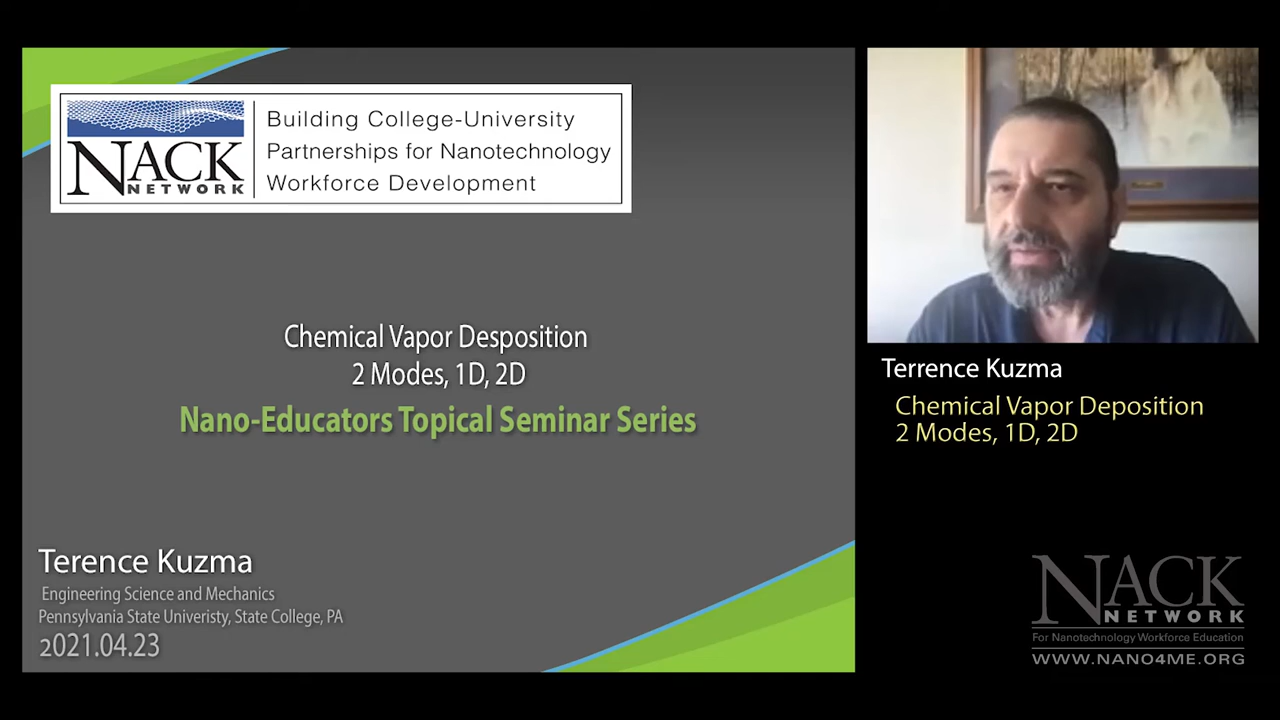 NACK
NETWORK
Building College-University
Partnerships for Nanotechnology
Workforce Development
Chemical Vapor Desposition
2 Modes, 1D, 2D
Nano-Educators Topical Seminar Series
Terence Kuzma
Engineering Science and Mechanics
Pennsylvania State Univeristy, State College, PA
2021.04.23
Terrence Kuzma
Chemical Vapor Deposition
2 Modes, 1D, 2D
NACK
NETWORK
For Nanotechnology Workforce Education
WWW.NANO4ME.ORG